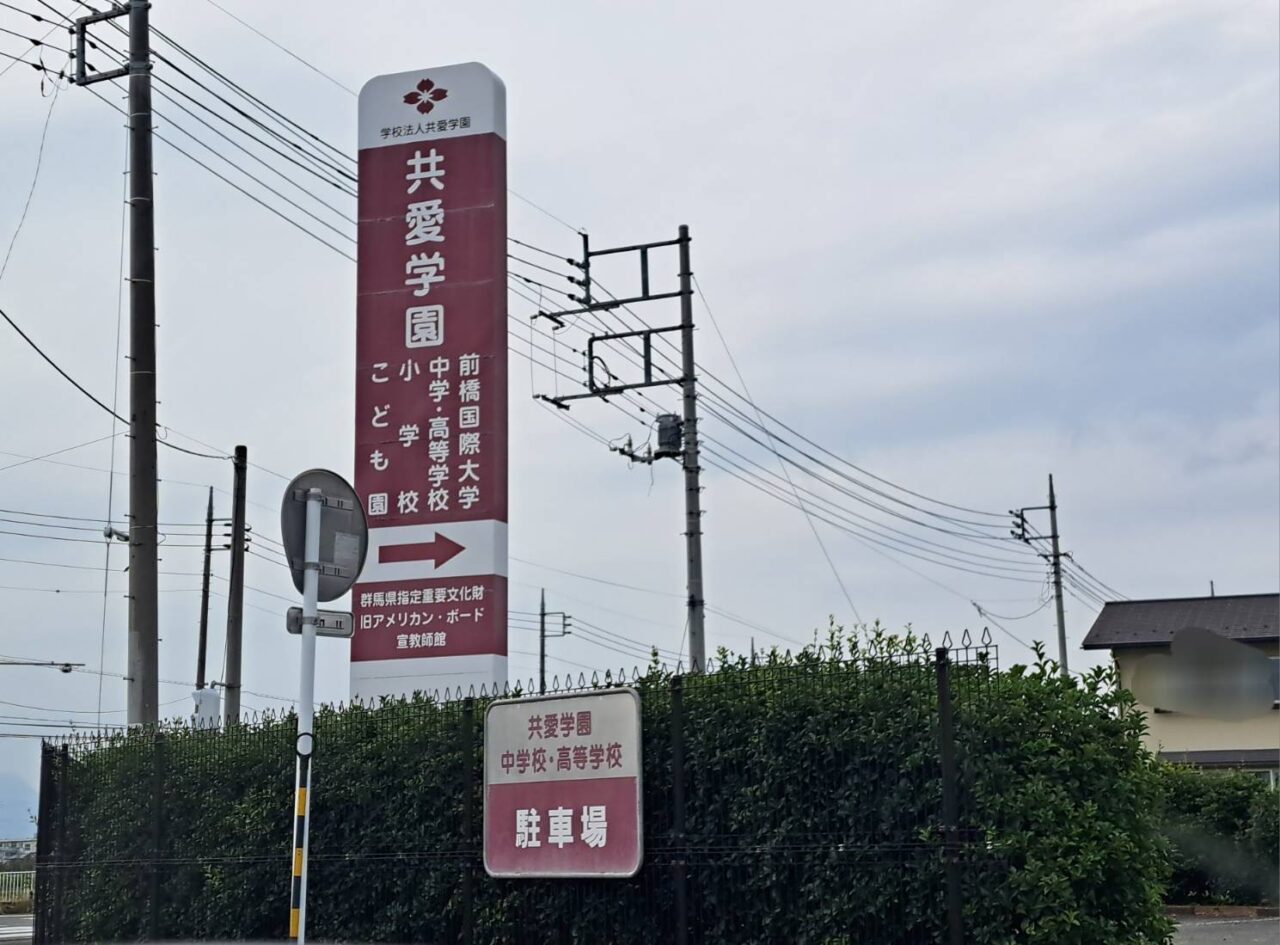 学校法人共愛学園
共愛学園
前橋国際大学
中学・高等学校
小学校
こども園
群馬県指定重要文化財
旧アメリカン・ボード
宣教師館
共愛学園
中学校・高等学校
駐車場